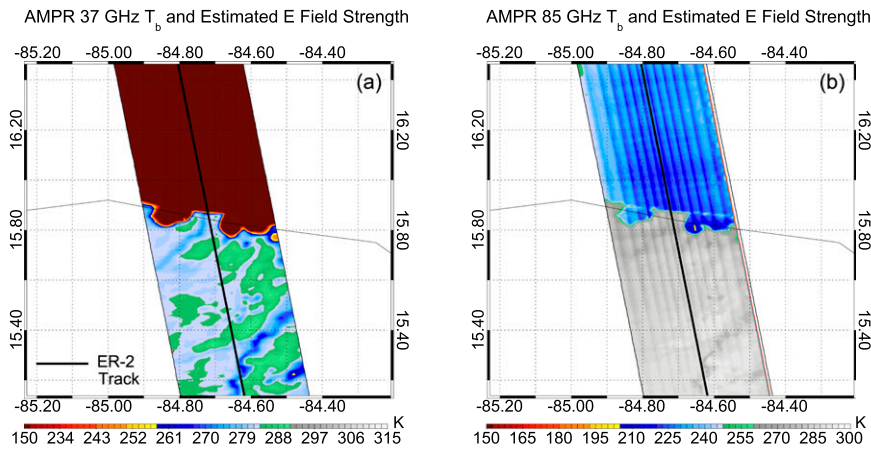 AMPR 37 GHz Tb and Estimated E Field Strength
-85.20 -85.00 -84.80 -84.60 -84.40
(a)
16.20 16.20
15.80 15.80
15.40 15.40
ER-2
Track
-85.20 -85.00 -84.80 -84.60 -84.40
K
150 234 243 252 261 270 279 288 297 306 315
AMPR 85 GHz Tb and Estimated E Field Strength
-85.20 -85.00 -84.80 -84.60 -84.40
(b)
16.20 16.20
15.80 15.80
15.40 15.40
-85.20 -85.00 -84.80 -84.60 -84.40
K
150 165 180 195 210 225 240 255 270 285 300